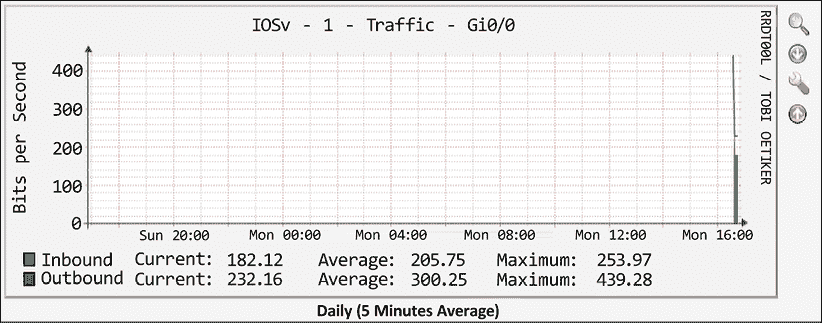 IOSv - 1 - Traffic - Gi0/0
RRDTOOL / TOBI OETIKER
Bits per Second
400
300
200
100
0
Sun 20:00 Mon 00:00 Mon 04:00 Mon 08:00 Mon 12:00 Mon 16:00
Inbound Current: 182.12 Average: 205.75 Maximum: 253.97
Outbound Current: 232.16 Average: 300.25 Maximum: 439.28
Daily (5 Minutes Average)